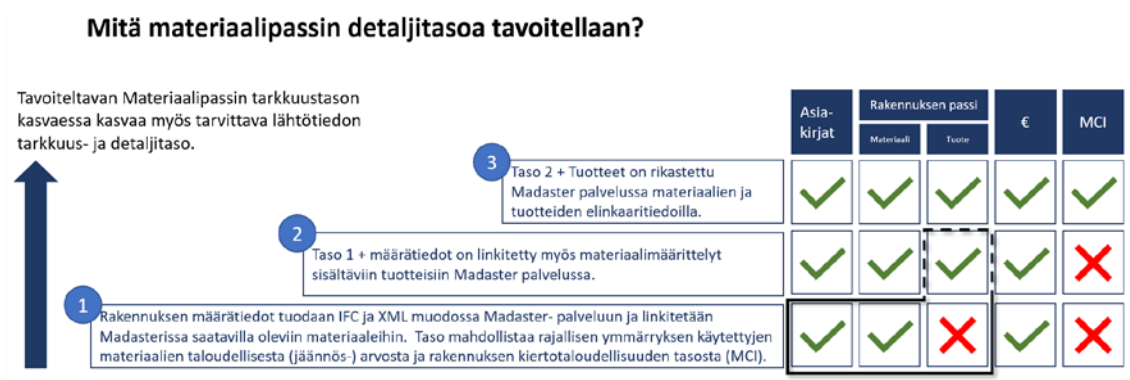 Mitä materiaalipassin detaljitasoa tavoitellaan?
Tavoiteltavan Materiaalipassin tarkkuustason
kasvaessa kasvaa myös tarvittava lähtötiedon
tarkkuus- ja detaljitaso.
Asia-
kirjat
Rakennuksen passi
Materiaali
Tuote
€
MCI
3
Taso 2 + Tuotteet on rikastettu
Madaster palvelussa materiaalien ja
tuotteiden elinkaaritiedoilla.
2
Taso 1 + määrätiedot on linkitetty myös materiaalimäärittelyt
sisältäviin tuotteisiin Madaster palvelussa.
1
Rakennuksen määrätiedot tuodaan IFC ja XML muodossa Madaster- palveluun ja linkitetään
Madasterissa saatavilla oleviin materiaaleihin. Taso mahdollistaa rajallisen ymmärryksen käytettyjen
materiaalien taloudellisesta (jäännös-) arvosta ja rakennuksen kiertotaloudellisuuden tasosta (MCI).